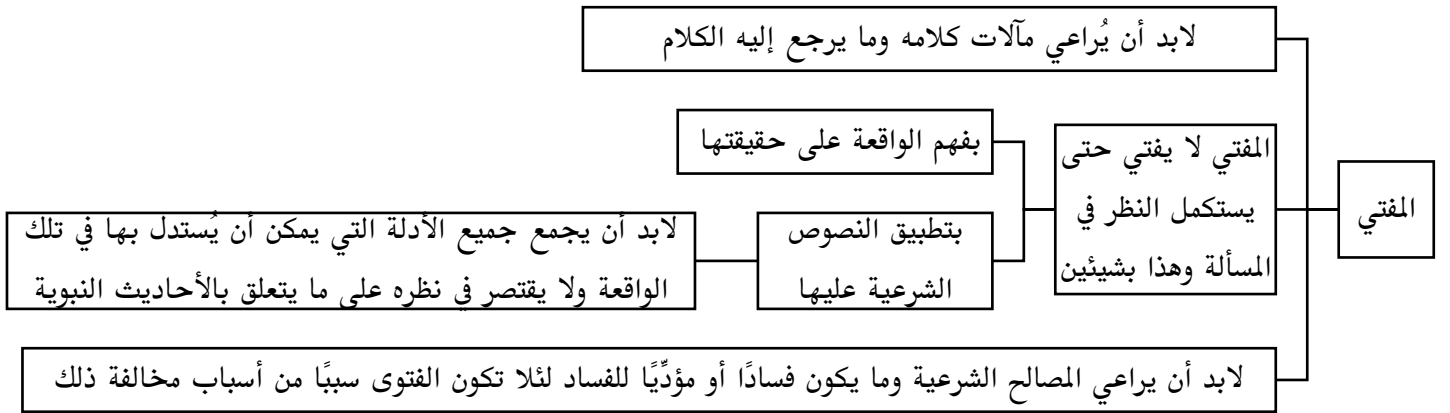 المفتي
لابد أن يُراعي مآلات كلامه وما يرجع إليه الكلام
المفتي لا يفتي حتى
يستكمل النظر في
المسألة وهذا بشيئين
بفهم الواقعة على حقيقتها
بتطبيق النصوص
الشرعية عليها
لابد أن يجمع جميع الأدلة التي يمكن أن يُستدل بها في تلك
الواقعة ولا يقتصر في نظره على ما يتعلق بالأحاديث النبوية
لابد أن يراعي المصالح الشرعية وما يكون فسادًا أو مؤدِّيًا للفساد لئلا تكون الفتوى سببًا من أسباب مخالفة ذلك